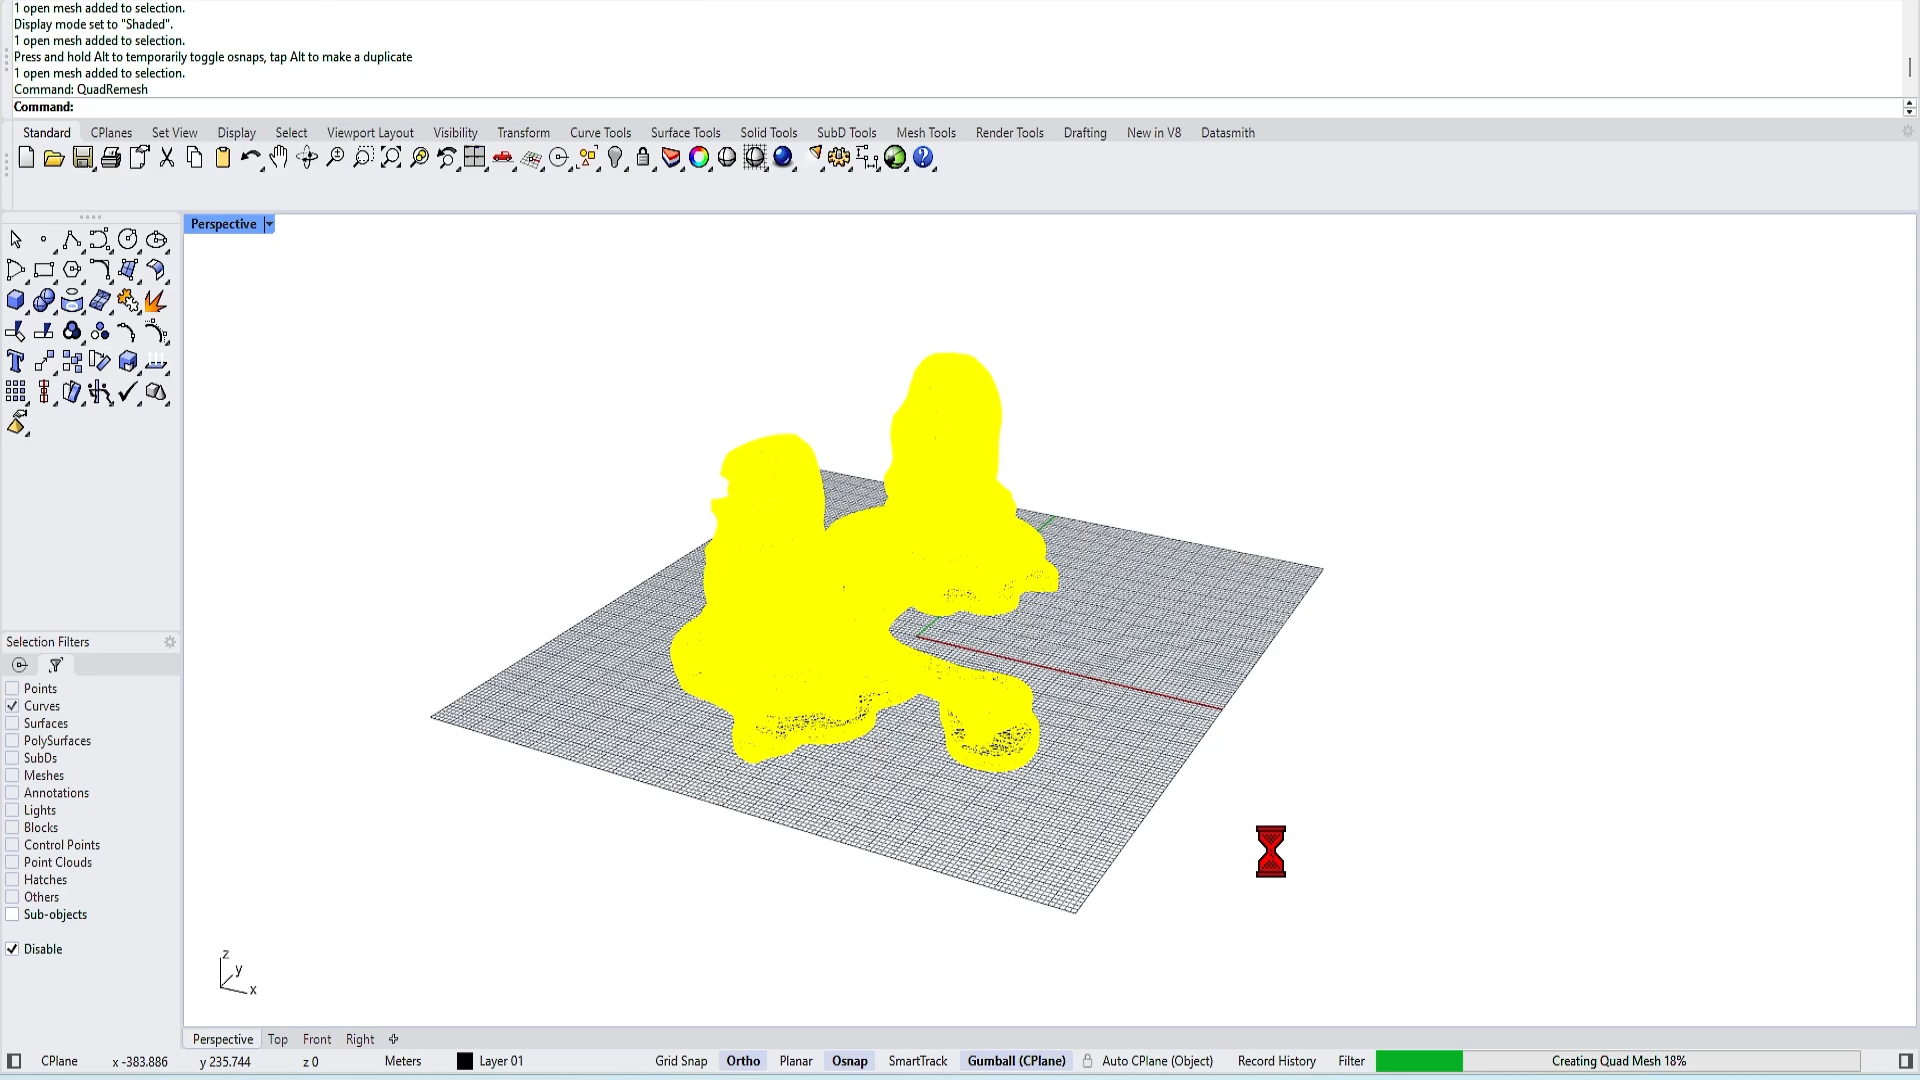 1 open mesh added to selection.
Display mode set to "Shaded".
1 open mesh added to selection.
Press and hold Alt to temporarily toggle osnaps, tap Alt to make a duplicate
1 open mesh added to selection.
Command: QuadRemesh
Command:
Standard CPlanes Set View Display Select Viewport Layout Visibility Transform Curve Tools Surface Tools Solid Tools SubD Tools Mesh Tools Render Tools Drafting New in V8 Datasmith
Perspective
Selection Filters
Points
Curves
Surfaces
PolySurfaces
SubDs
Meshes
Annotations
Lights
Blocks
Control Points
Point Clouds
Hatches
Others
Sub-objects
Disable
z
y
x
Perspective Top Front Right
CPlane x -383.886 y 235.744 z 0 Meters Layer 01 Grid Snap Ortho Planar Osnap SmartTrack Gumball (CPlane) Auto CPlane (Object) Record History Filter Creating Quad Mesh 18%